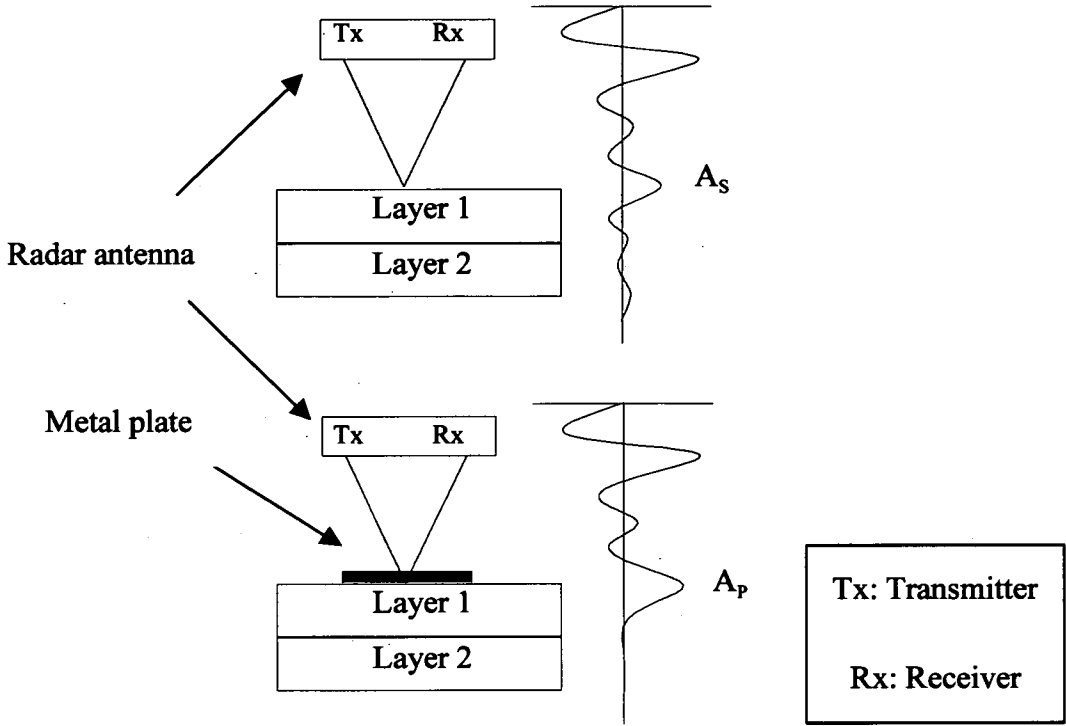 Tx Rx
Layer 1
Layer 2
A_S
Radar antenna
Metal plate
Tx Rx
Layer 1
Layer 2
A_P
Tx: Transmitter
Rx: Receiver